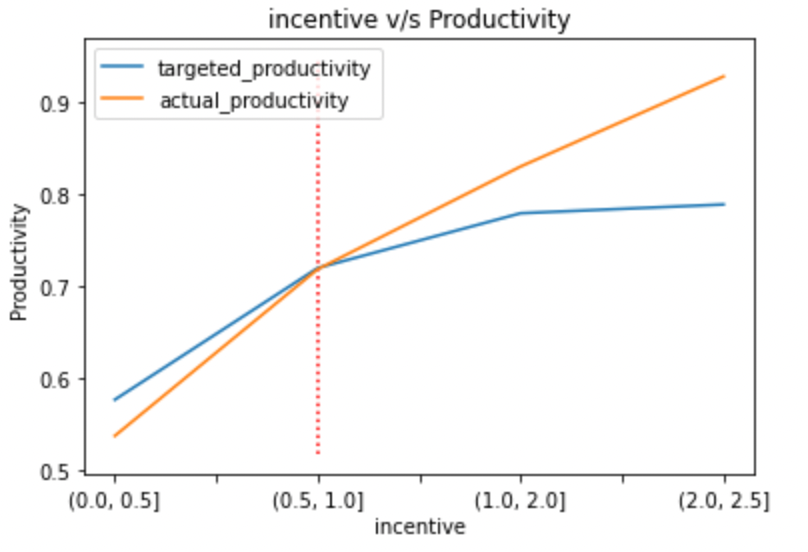 incentive v/s Productivity
targeted_productivity
actual_productivity
Productivity
0.9
0.8
0.7
0.6
0.5
(0.0, 0.5]
(0.5, 1.0]
(1.0, 2.0]
(2.0, 2.5]
incentive